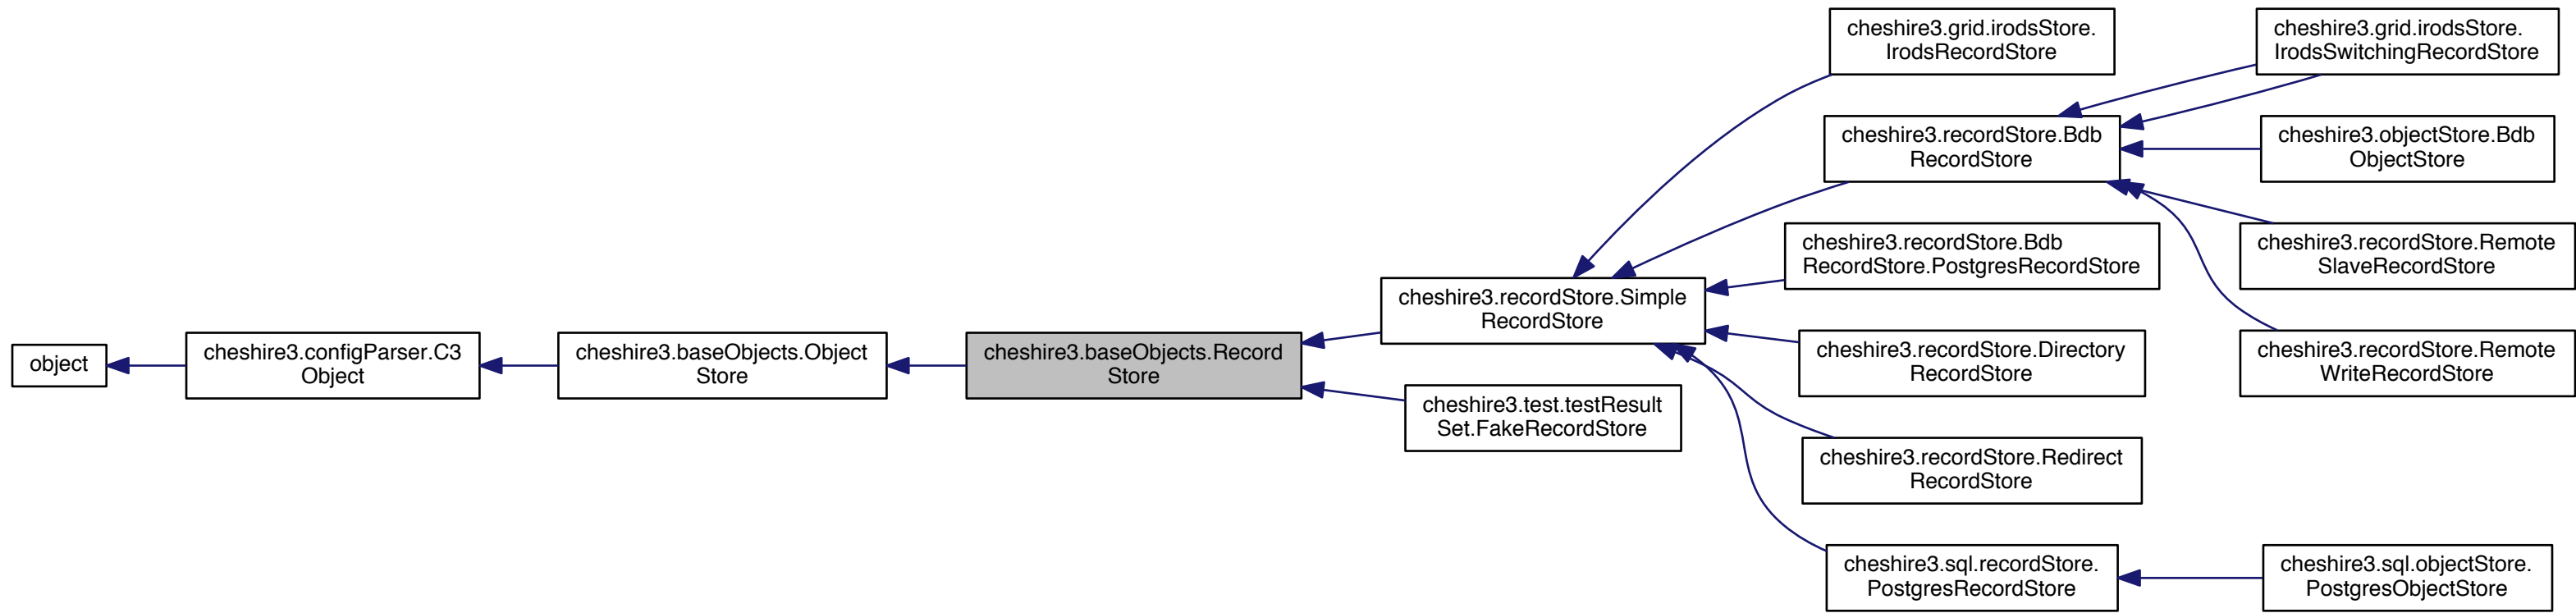 object
cheshire3.configParser.C3
Object
cheshire3.baseObjects.Object
Store
cheshire3.baseObjects.Record
Store
cheshire3.recordStore.Simple
RecordStore
cheshire3.test.testResult
Set.FakeRecordStore
cheshire3.grid.irodsStore.
IrodsRecordStore
cheshire3.recordStore.Bdb
RecordStore
cheshire3.recordStore.Bdb
RecordStore.PostgresRecordStore
cheshire3.recordStore.Directory
RecordStore
cheshire3.recordStore.Redirect
RecordStore
cheshire3.sql.recordStore.
PostgresRecordStore
cheshire3.grid.irodsStore.
IrodsSwitchingRecordStore
cheshire3.objectStore.Bdb
ObjectStore
cheshire3.recordStore.Remote
SlaveRecordStore
cheshire3.recordStore.Remote
WriteRecordStore
cheshire3.sql.objectStore.
PostgresObjectStore